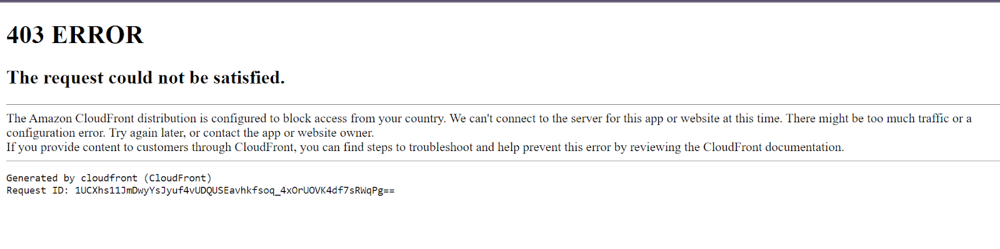 403 ERROR
The request could not be satisfied.
The Amazon CloudFront distribution is configured to block access from your country. We can't connect to the server for this app or website at this time. There might be too much traffic or a
configuration error. Try again later, or contact the app or website owner.
If you provide content to customers through CloudFront, you can find steps to troubleshoot and help prevent this error by reviewing the CloudFront documentation.
Generated by cloudfront (CloudFront)
Request ID: 1UCXhs11JmDwyYsJyuf4vUDQUSEavhkfsoq_4xOrUOVK4df7sRWqPg==